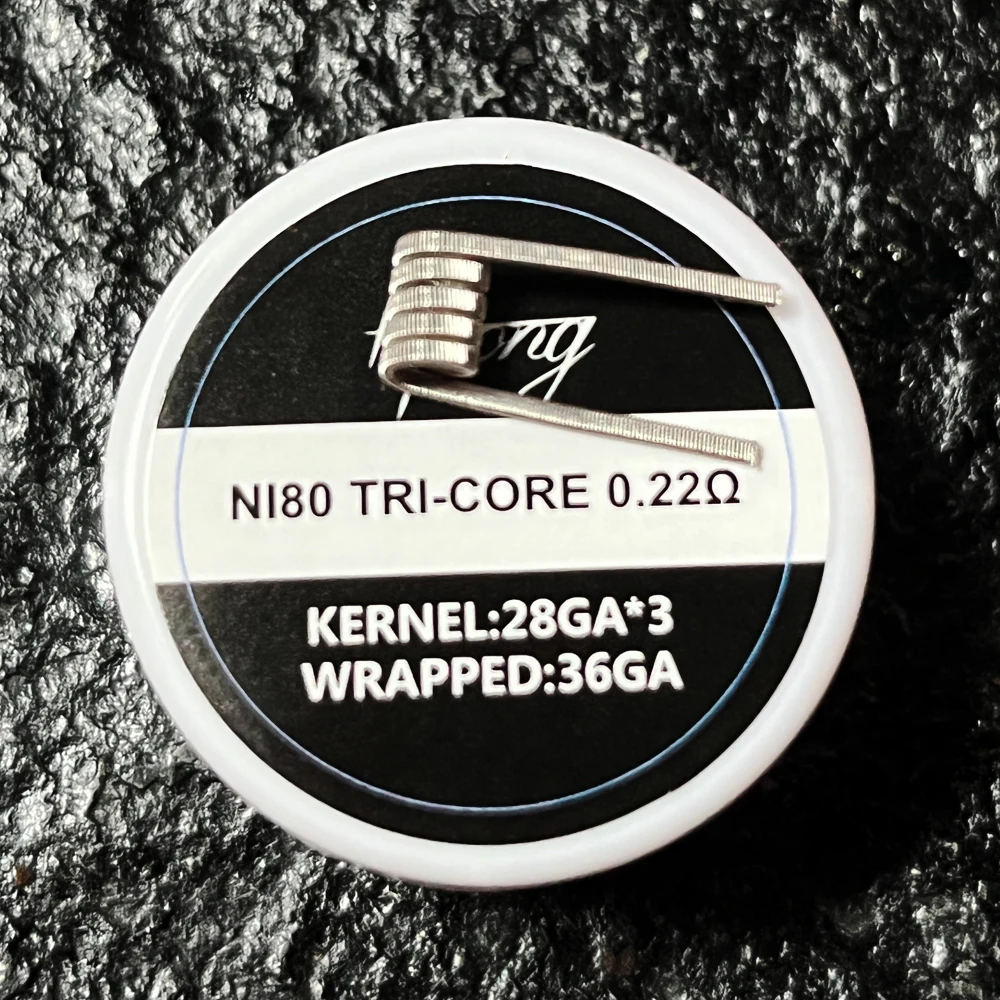 NI80 TRI-CORE 0.22Ω
KERNEL:28GA*3
WRAPPED:36GA